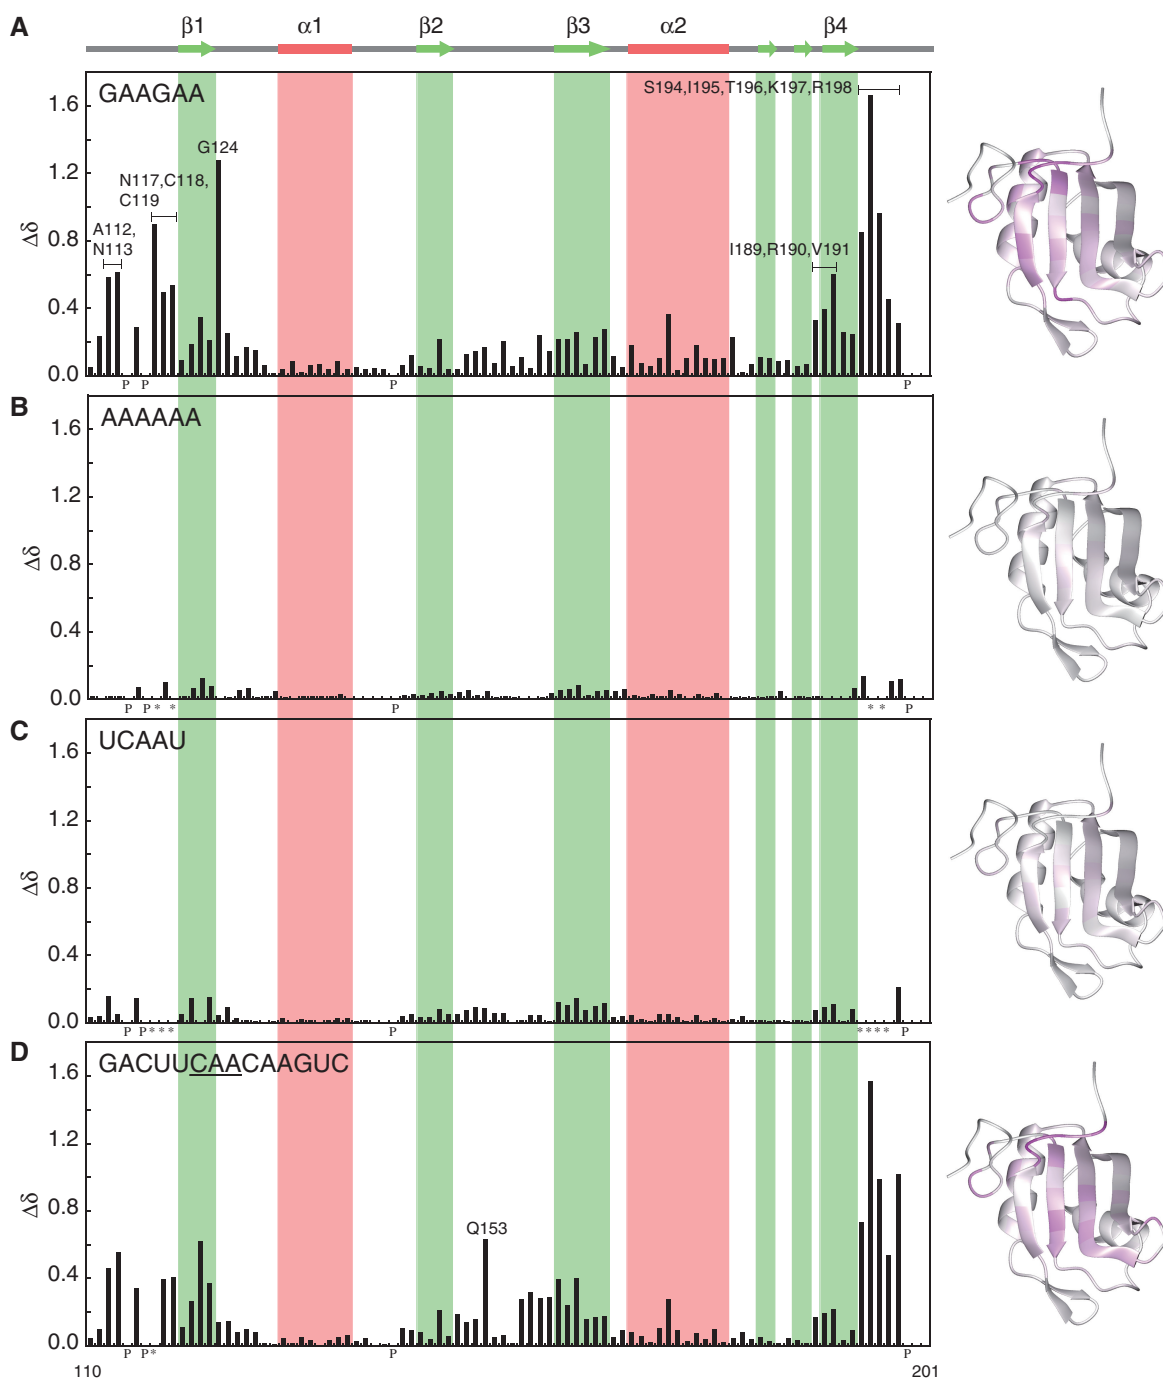 A
β1 α1 β2 β3 α2 β4
GAAGAA
S194,I195,T196,K197,R198
G124
N117,C118,
C119
A112,
N113
I189,R190,V191
Δδ
1.6
1.2
0.8
0.4
0.0
P P P P
B
AAAAAA
Δδ
1.6
1.2
0.8
0.4
0.0
P P * * P * * P
C
UCAAU
Δδ
1.6
1.2
0.8
0.4
0.0
P P * * * P * * * * P
D
GACUUCAACAAGUC
Q153
Δδ
1.6
1.2
0.8
0.4
0.0
P P * P P
110 201